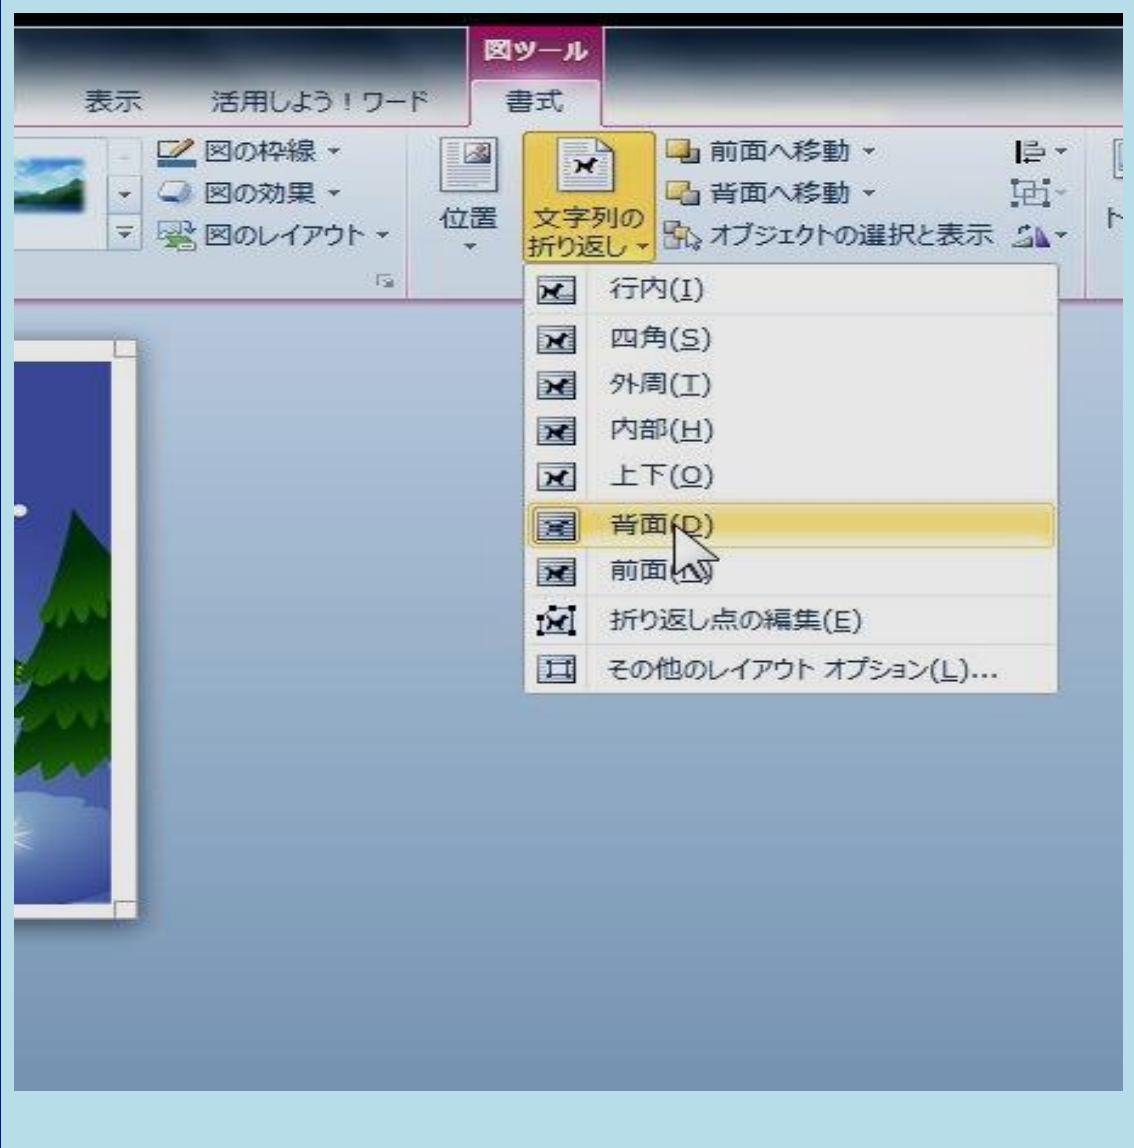 図ツール
表示 活用しよう！ワード 書式
図の枠線
図の効果
図のレイアウト
位置
文字列の
折り返し
前面へ移動
背面へ移動
オブジェクトの選択と表示
ト
行内(I)
四角(S)
外周(T)
内部(H)
上下(O)
背面(D)
前面(N)
折り返し点の編集(E)
その他のレイアウト オプション(L)...